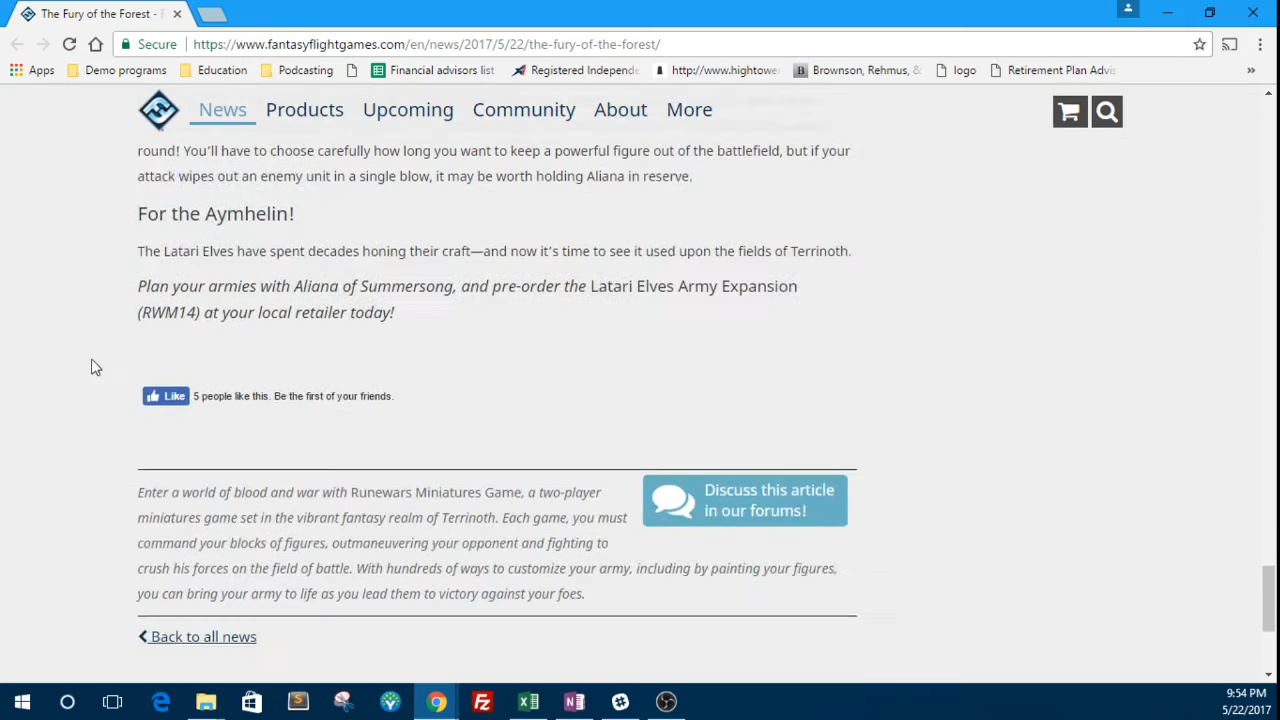 The Fury of the Forest -
Secure
https://www.fantasyflightgames.com/en/news/2017/5/22/the-fury-of-the-forest/
Apps Demo programs Education Podcasting Financial advisors list Registered Independe http://www.hightowe Brownson, Rehmus, & logo Retirement Plan Advis »
News Products Upcoming Community About More
round! You'll have to choose carefully how long you want to keep a powerful figure out of the battlefield, but if your
attack wipes out an enemy unit in a single blow, it may be worth holding Aliana in reserve.
For the Aymhelin!
The Latari Elves have spent decades honing their craft—and now it's time to see it used upon the fields of Terrinoth.
Plan your armies with Aliana of Summersong, and pre-order the Latari Elves Army Expansion
(RWM14) at your local retailer today!
Like 5 people like this. Be the first of your friends.
Discuss this article
in our forums!
Enter a world of blood and war with Runewars Miniatures Game, a two-player
miniatures game set in the vibrant fantasy realm of Terrinoth. Each game, you must
command your blocks of figures, outmaneuvering your opponent and fighting to
crush his forces on the field of battle. With hundreds of ways to customize your army, including by painting your figures,
you can bring your army to life as you lead them to victory against your foes.
Back to all news
9:54 PM
5/22/2017